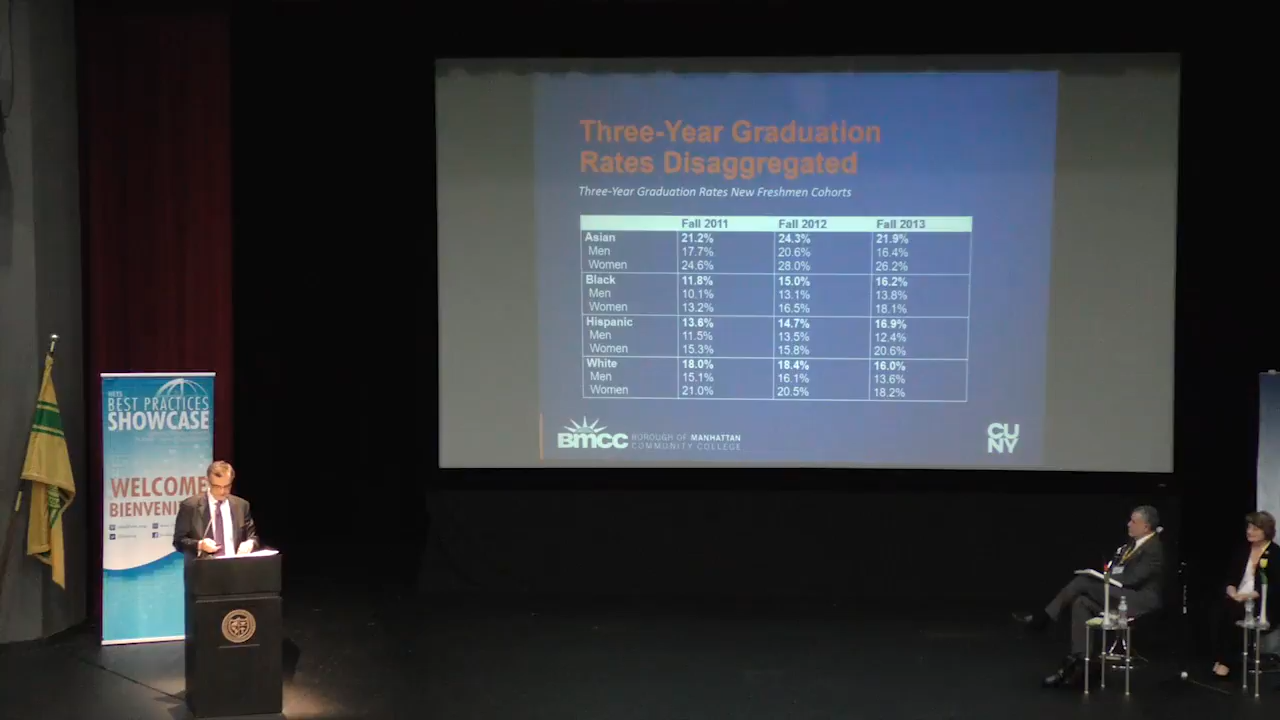 Three-Year Graduation
Rates Disaggregated
Three-Year Graduation Rates New Freshmen Cohorts
Fall 2011 Fall 2012 Fall 2013
Asian 21.2% 24.3% 21.9%
Men 17.7% 20.6% 16.4%
Women 24.6% 28.0% 26.2%
Black 11.8% 15.0% 16.2%
Men 10.1% 13.1% 13.8%
Women 13.2% 16.5% 18.1%
Hispanic 13.6% 14.7% 16.9%
Men 11.5% 13.5% 12.4%
Women 15.3% 15.8% 20.6%
White 18.0% 18.4% 16.0%
Men 15.1% 16.1% 13.6%
Women 21.0% 20.5% 18.2%
BMCC BOROUGH OF MANHATTAN
COMMUNITY COLLEGE
CU
NY
BEST PRACTICES
SHOWCASE
WELCOME